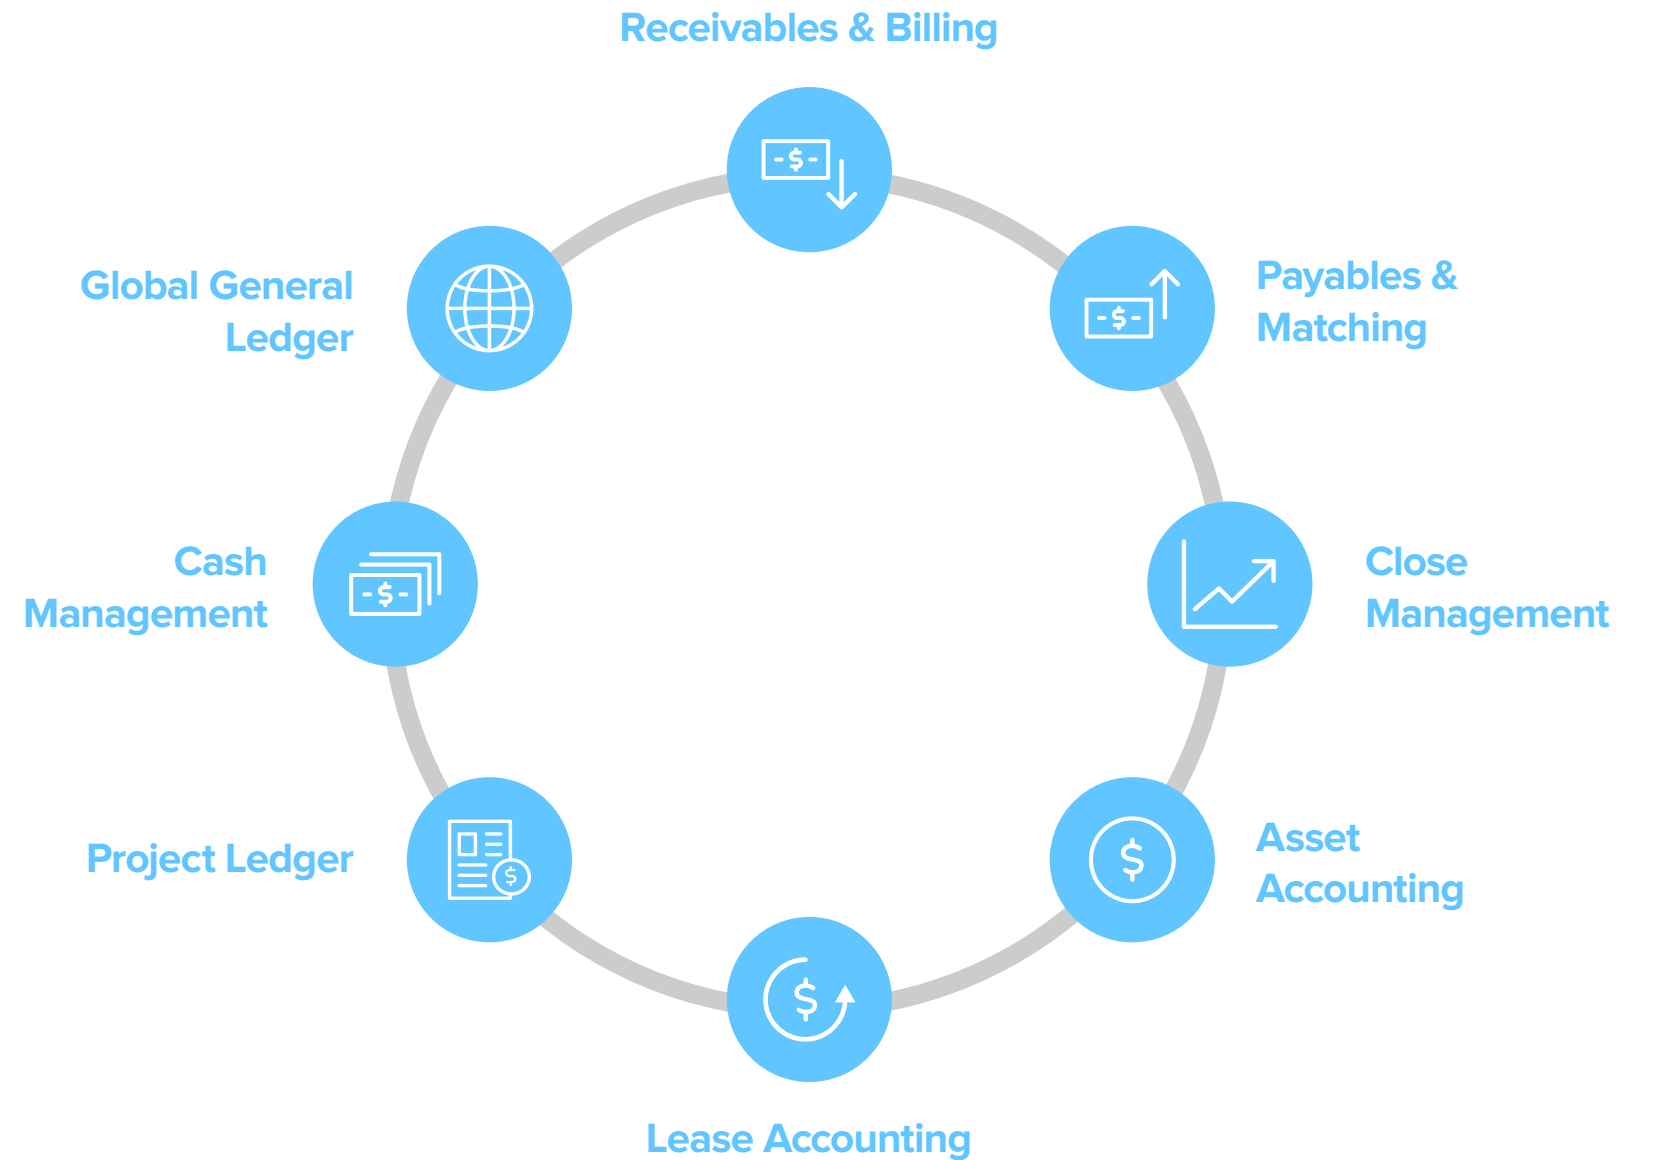 Receivables & Billing
Payables &
Matching
Close
Management
Asset
Accounting
Lease Accounting
Project Ledger
Cash
Management
Global General
Ledger
-$-
-$-
-$-
$
$
$